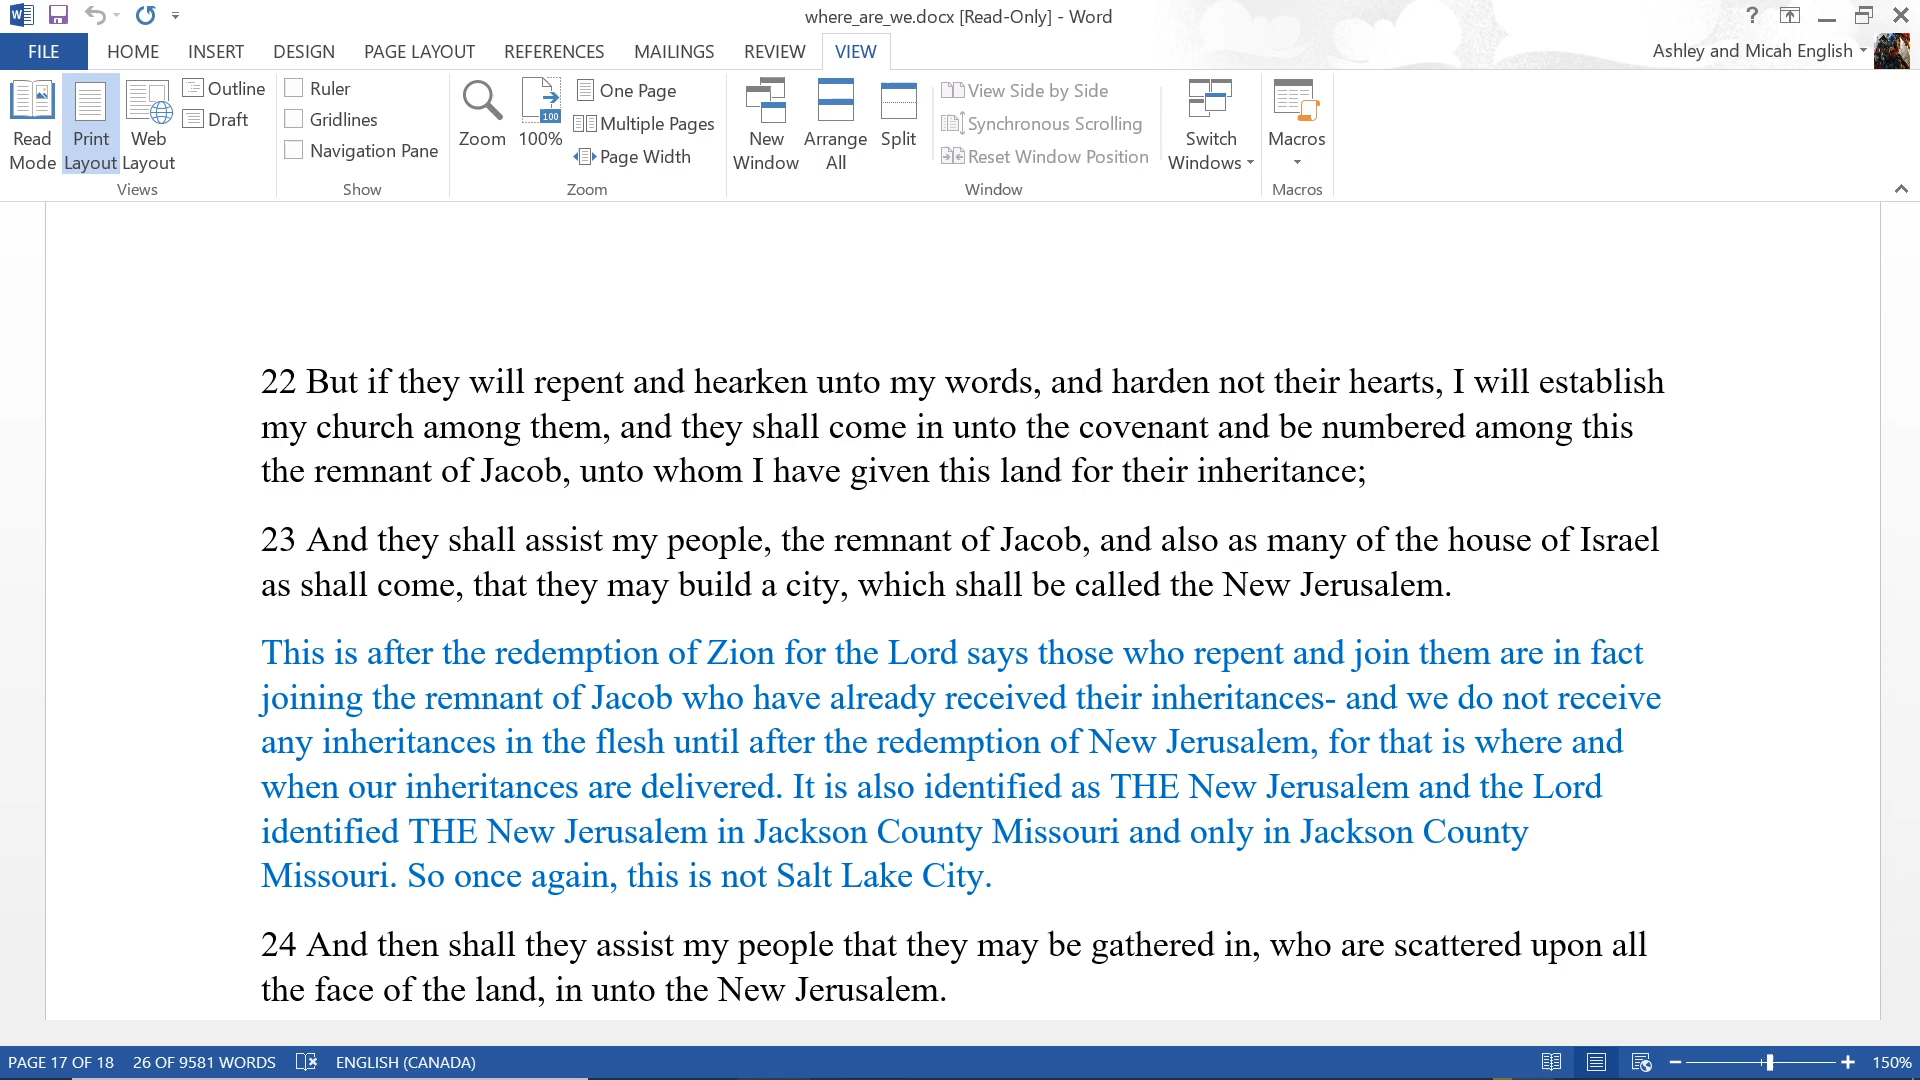 where_are_we.docx [Read-Only] - Word
?
FILE HOME INSERT DESIGN PAGE LAYOUT REFERENCES MAILINGS REVIEW VIEW Ashley and Micah English
Read Mode
Print Layout
Web Layout
Outline
Draft
Views
Ruler
Gridlines
Navigation Pane
Show
Zoom
100
100%
One Page
Multiple Pages
Page Width
Zoom
New Window
Arrange All
Split
View Side by Side
Synchronous Scrolling
Reset Window Position
Switch Windows
Window
Macros
Macros
22 But if they will repent and hearken unto my words, and harden not their hearts, I will establish
my church among them, and they shall come in unto the covenant and be numbered among this
the remnant of Jacob, unto whom I have given this land for their inheritance;
23 And they shall assist my people, the remnant of Jacob, and also as many of the house of Israel
as shall come, that they may build a city, which shall be called the New Jerusalem.
This is after the redemption of Zion for the Lord says those who repent and join them are in fact
joining the remnant of Jacob who have already received their inheritances- and we do not receive
any inheritances in the flesh until after the redemption of New Jerusalem, for that is where and
when our inheritances are delivered. It is also identified as THE New Jerusalem and the Lord
identified THE New Jerusalem in Jackson County Missouri and only in Jackson County
Missouri. So once again, this is not Salt Lake City.
24 And then shall they assist my people that they may be gathered in, who are scattered upon all
the face of the land, in unto the New Jerusalem.
PAGE 17 OF 18 26 OF 9581 WORDS ENGLISH (CANADA) 150%